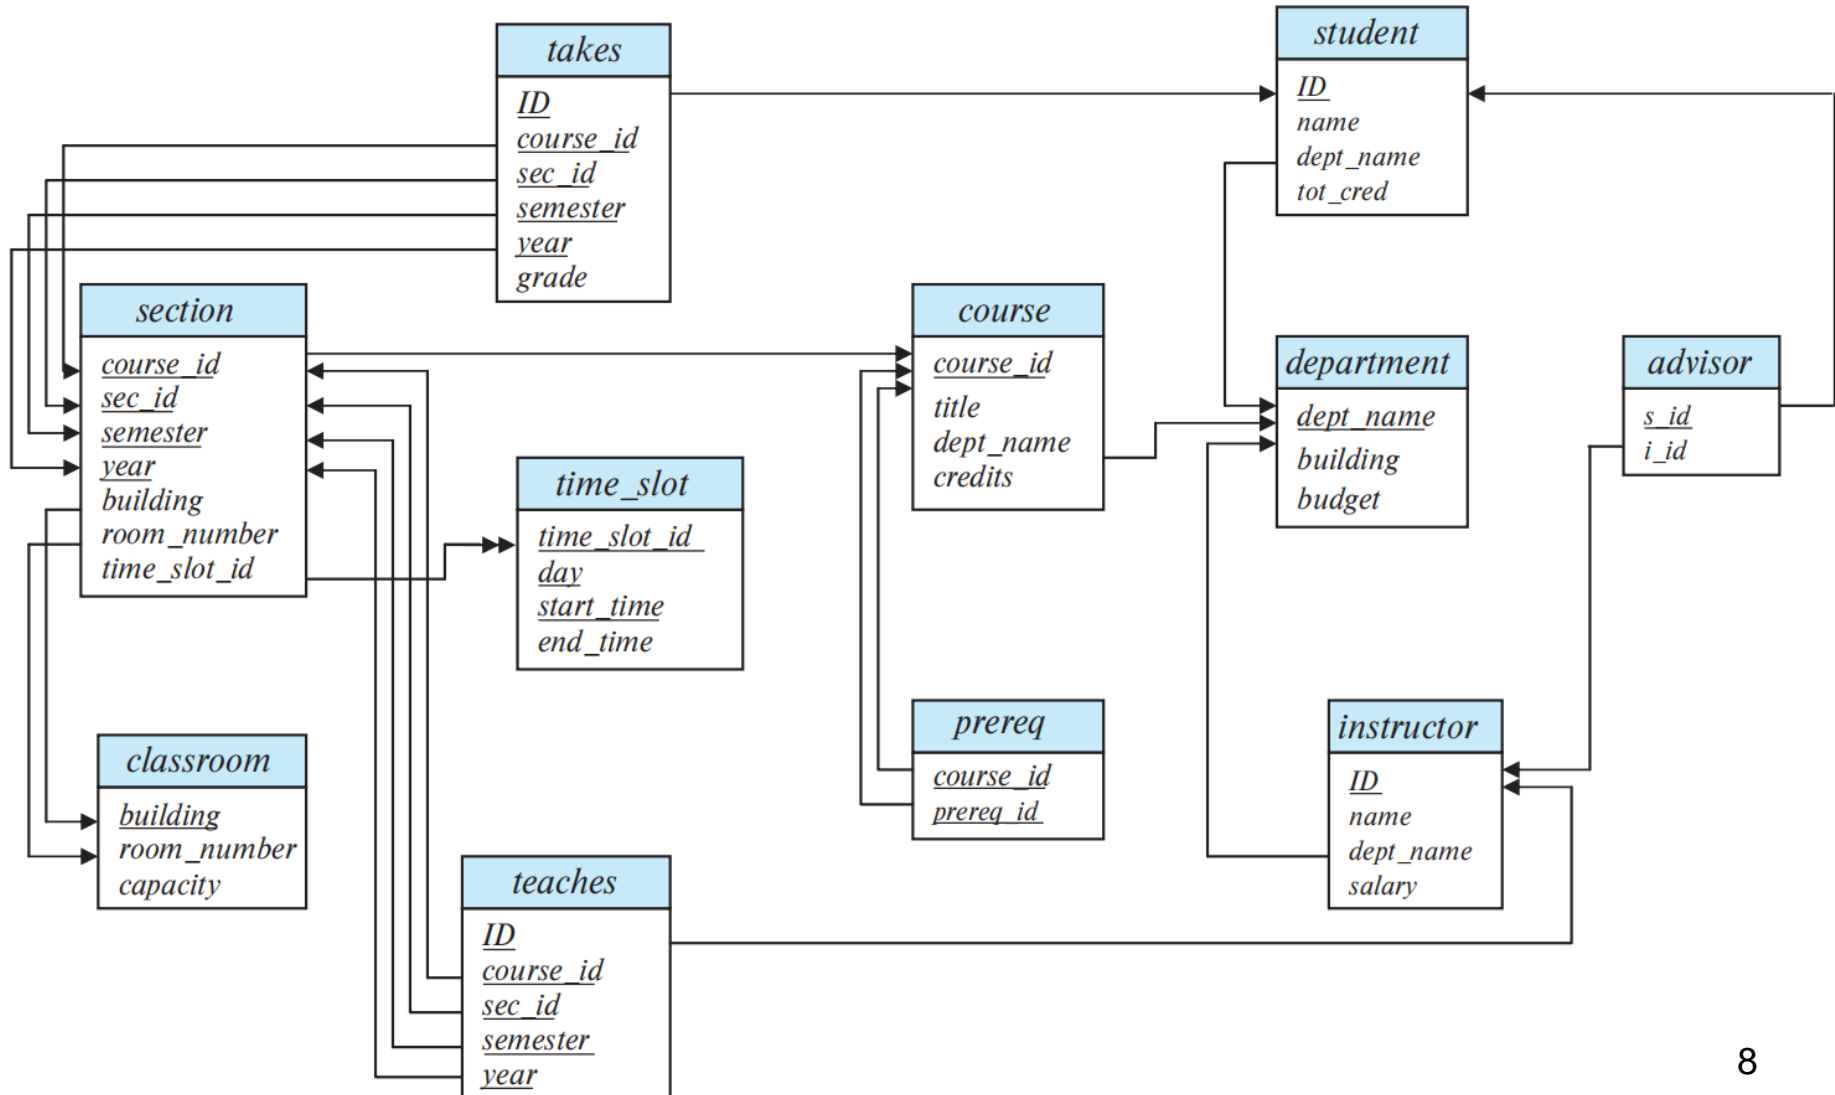 takes
ID
course_id
sec_id
semester
year
grade
student
ID
name
dept_name
tot_cred
section
course_id
sec_id
semester
year
building
room_number
time_slot_id
course
course_id
title
dept_name
credits
department
dept_name
building
budget
advisor
s_id
i_id
time_slot
time_slot_id
day
start_time
end_time
prereq
course_id
prereq_id
instructor
ID
name
dept_name
salary
classroom
building
room_number
capacity
teaches
ID
course_id
sec_id
semester
year
8